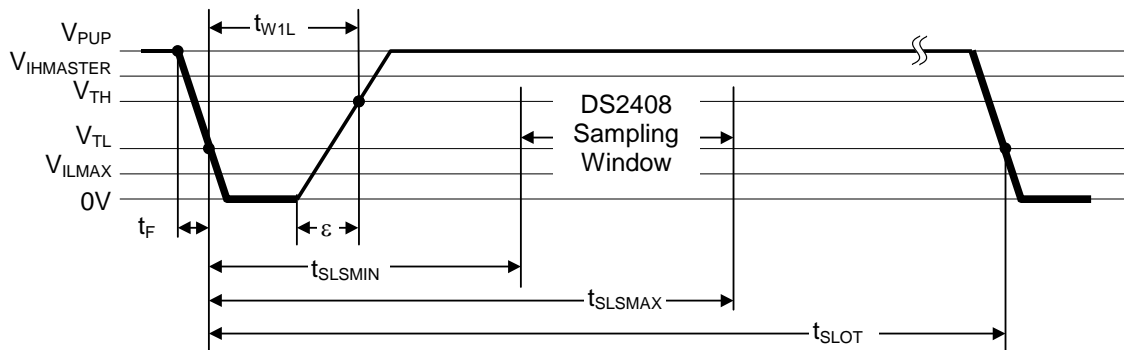 tW1L
VPUP
VIHMASTER
VTH
VTL
VILMAX
0V
DS2408
Sampling
Window
tF
ε
tSLSMIN
tSLSMAX
tSLOT